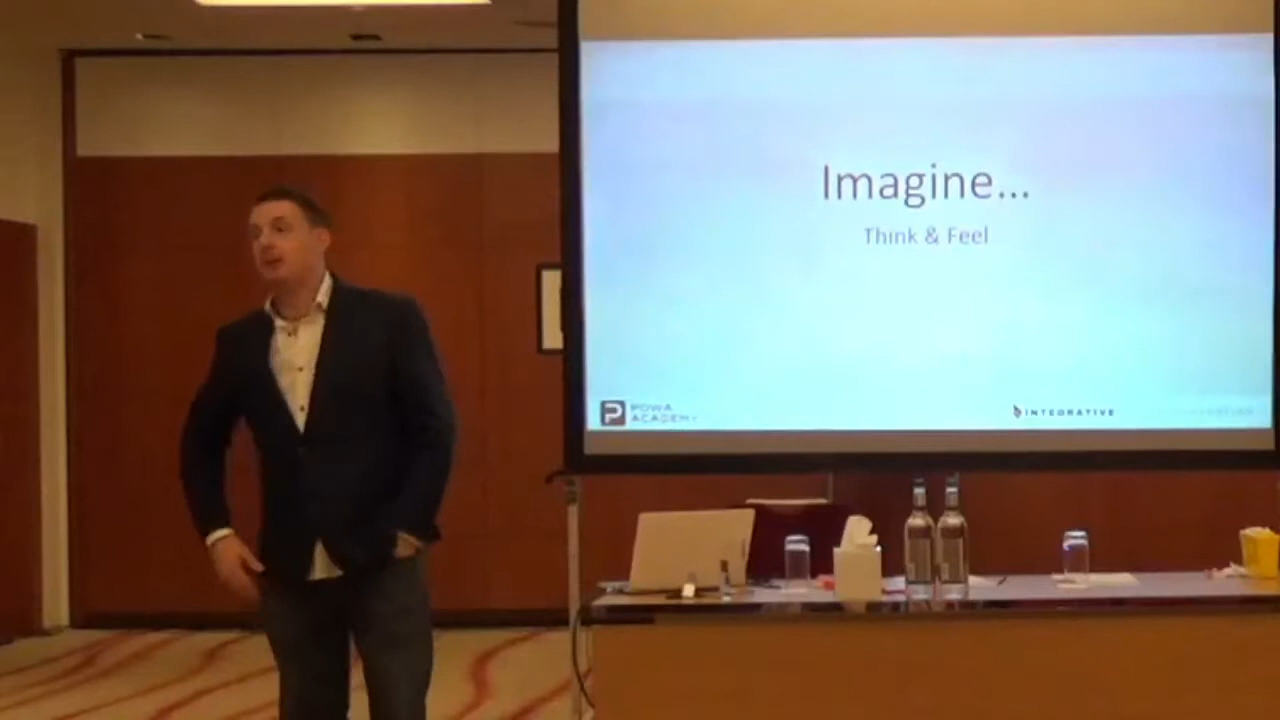 Imagine...
Think & Feel
POWA
ACADEMY
INTEGRATIVE